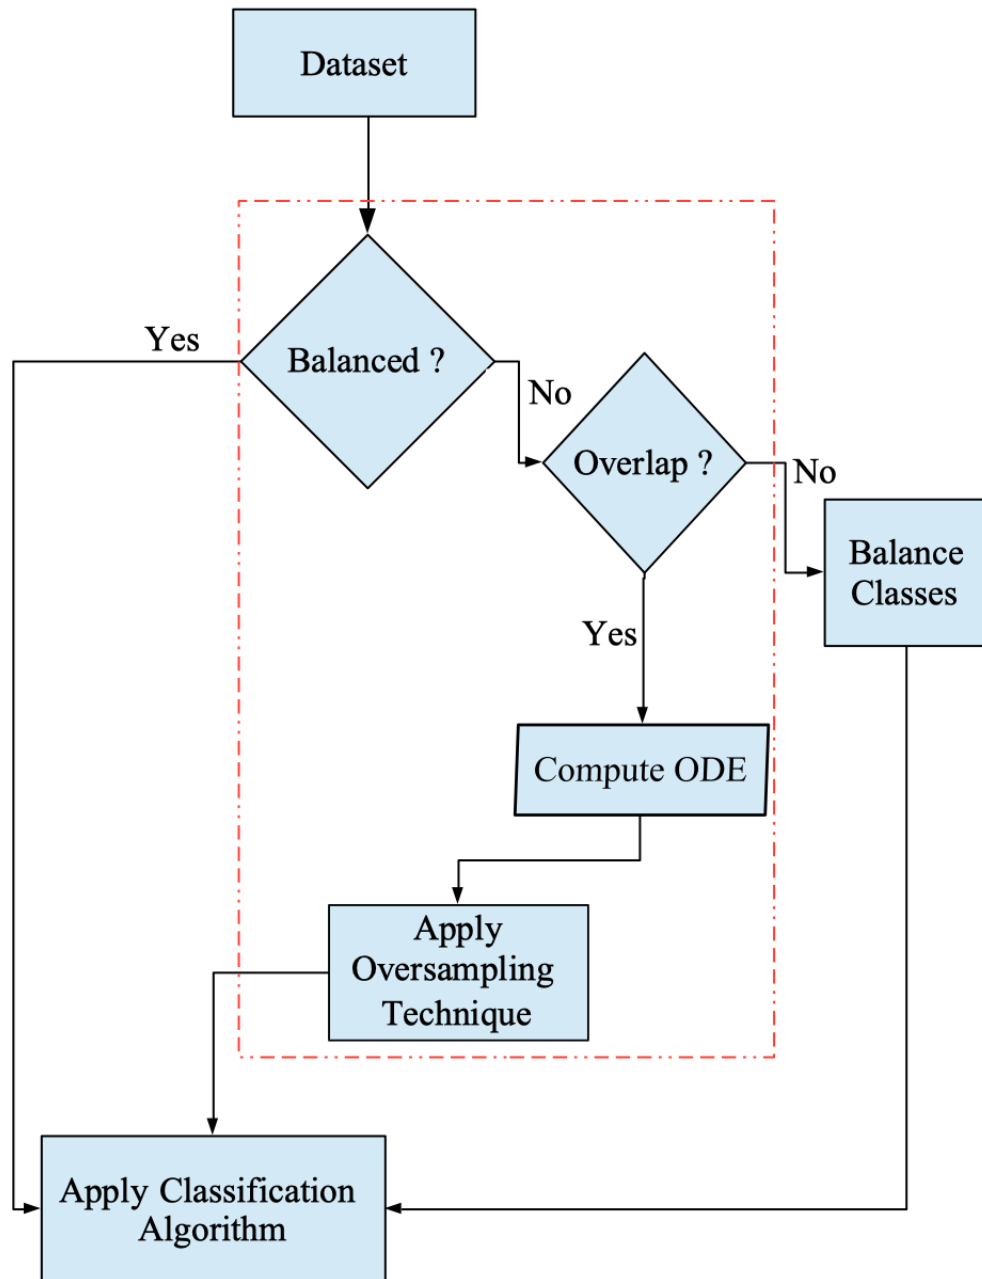 Dataset
Balanced ?
Yes
No
Overlap ?
No
Balance
Classes
Yes
Compute ODE
Apply
Oversampling
Technique
Apply Classification
Algorithm